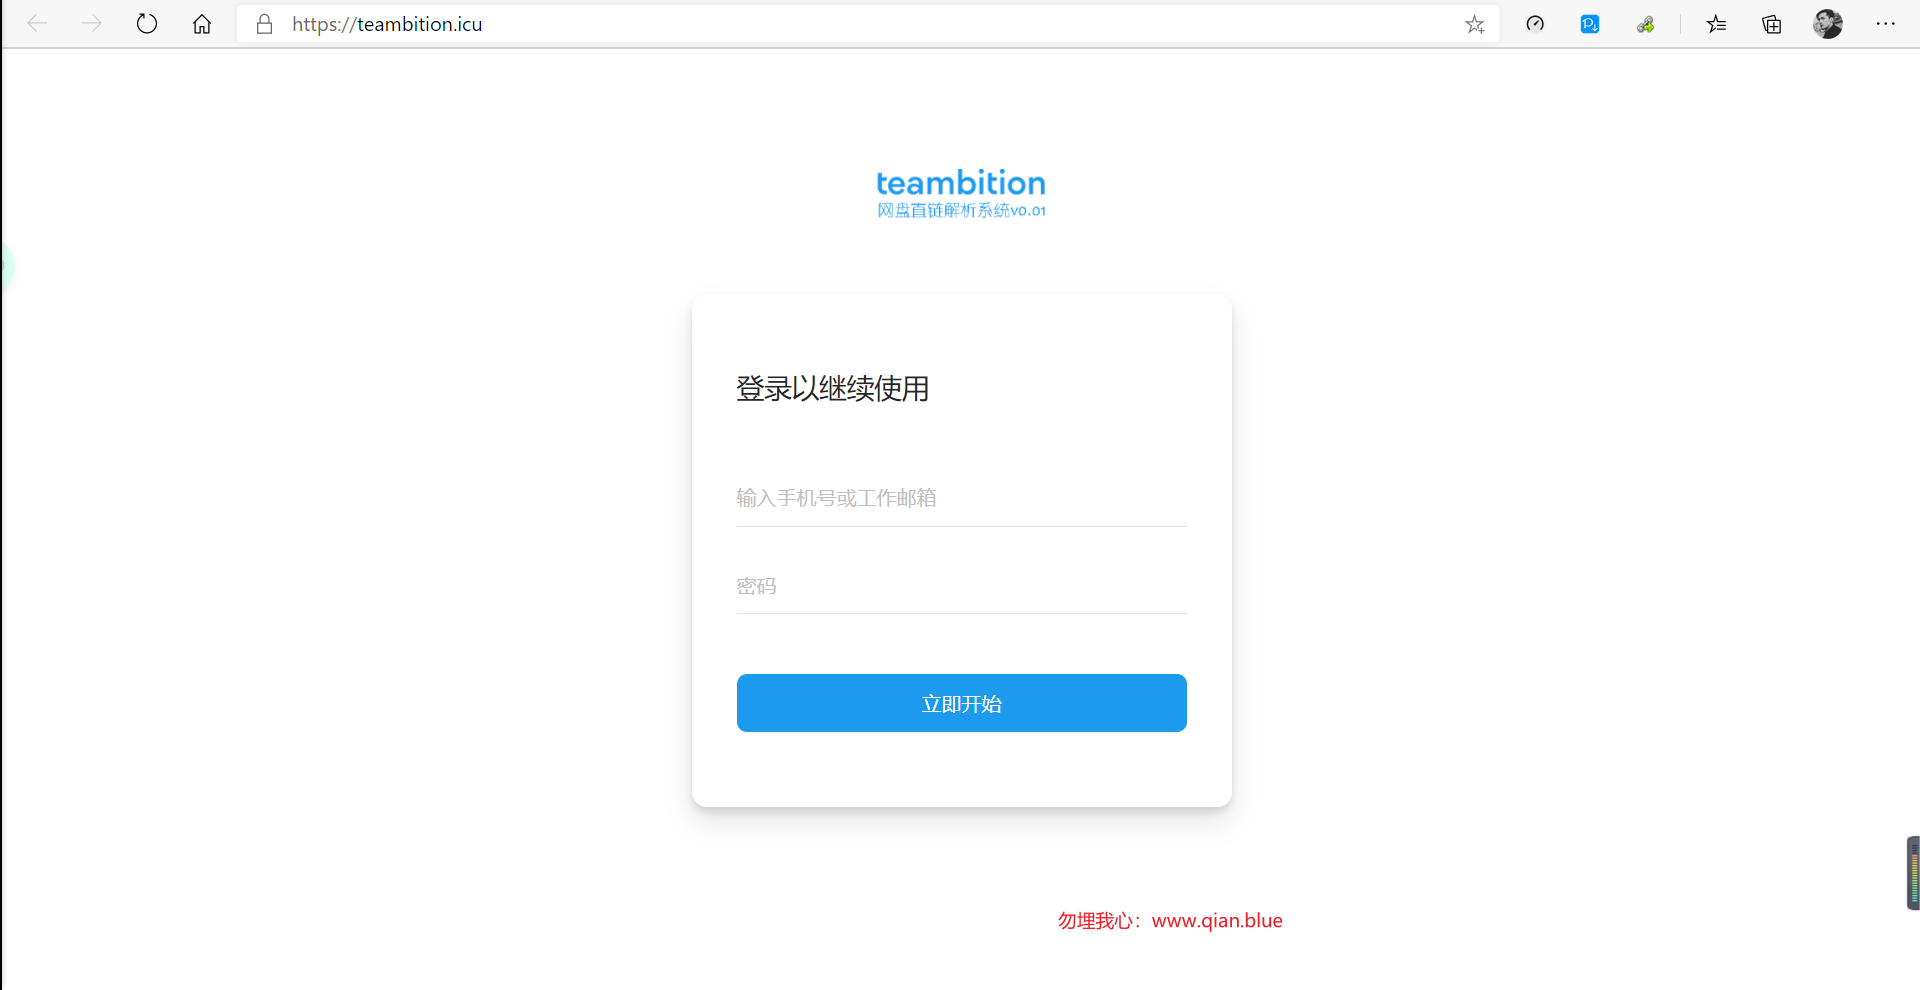 https://teambition.icu
teambition
网盘直链解析系统v0.01
登录以继续使用
输入手机号或工作邮箱
密码
立即开始
勿埋我心：www.qian.blue